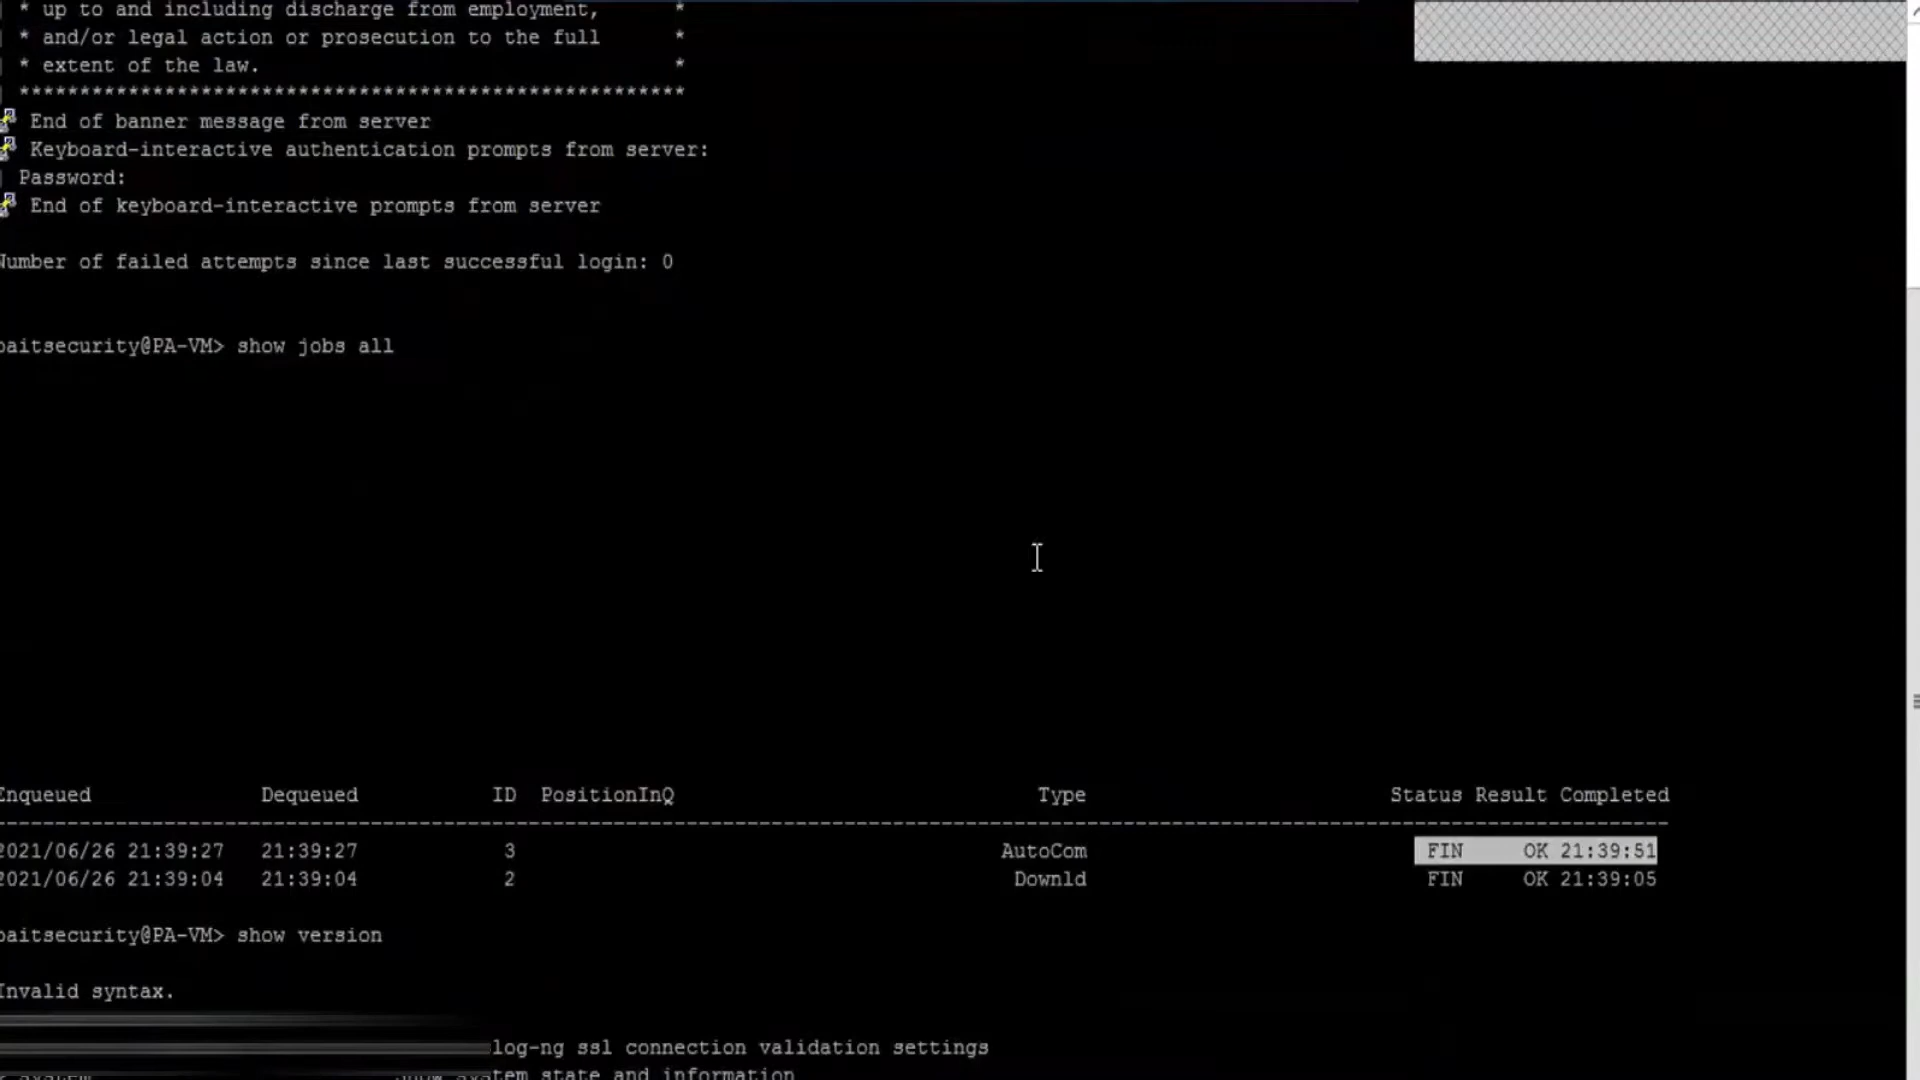 * up to and including discharge from employment, *
* and/or legal action or prosecution to the full *
* extent of the law. *
*******************************************************
End of banner message from server
Keyboard-interactive authentication prompts from server:
Password:
End of keyboard-interactive prompts from server
Number of failed attempts since last successful login: 0
paitsecurity@PA-VM> show jobs all
Enqueued Dequeued ID PositionInQ Type Status Result Completed
--------------------------------------------------------------------------------------------------------------------------------------------
2021/06/26 21:39:27 21:39:27 3 AutoCom FIN OK 21:39:51
2021/06/26 21:39:04 21:39:04 2 Downld FIN OK 21:39:05
paitsecurity@PA-VM> show version
Invalid syntax.
log-ng ssl connection validation settings
system state and information